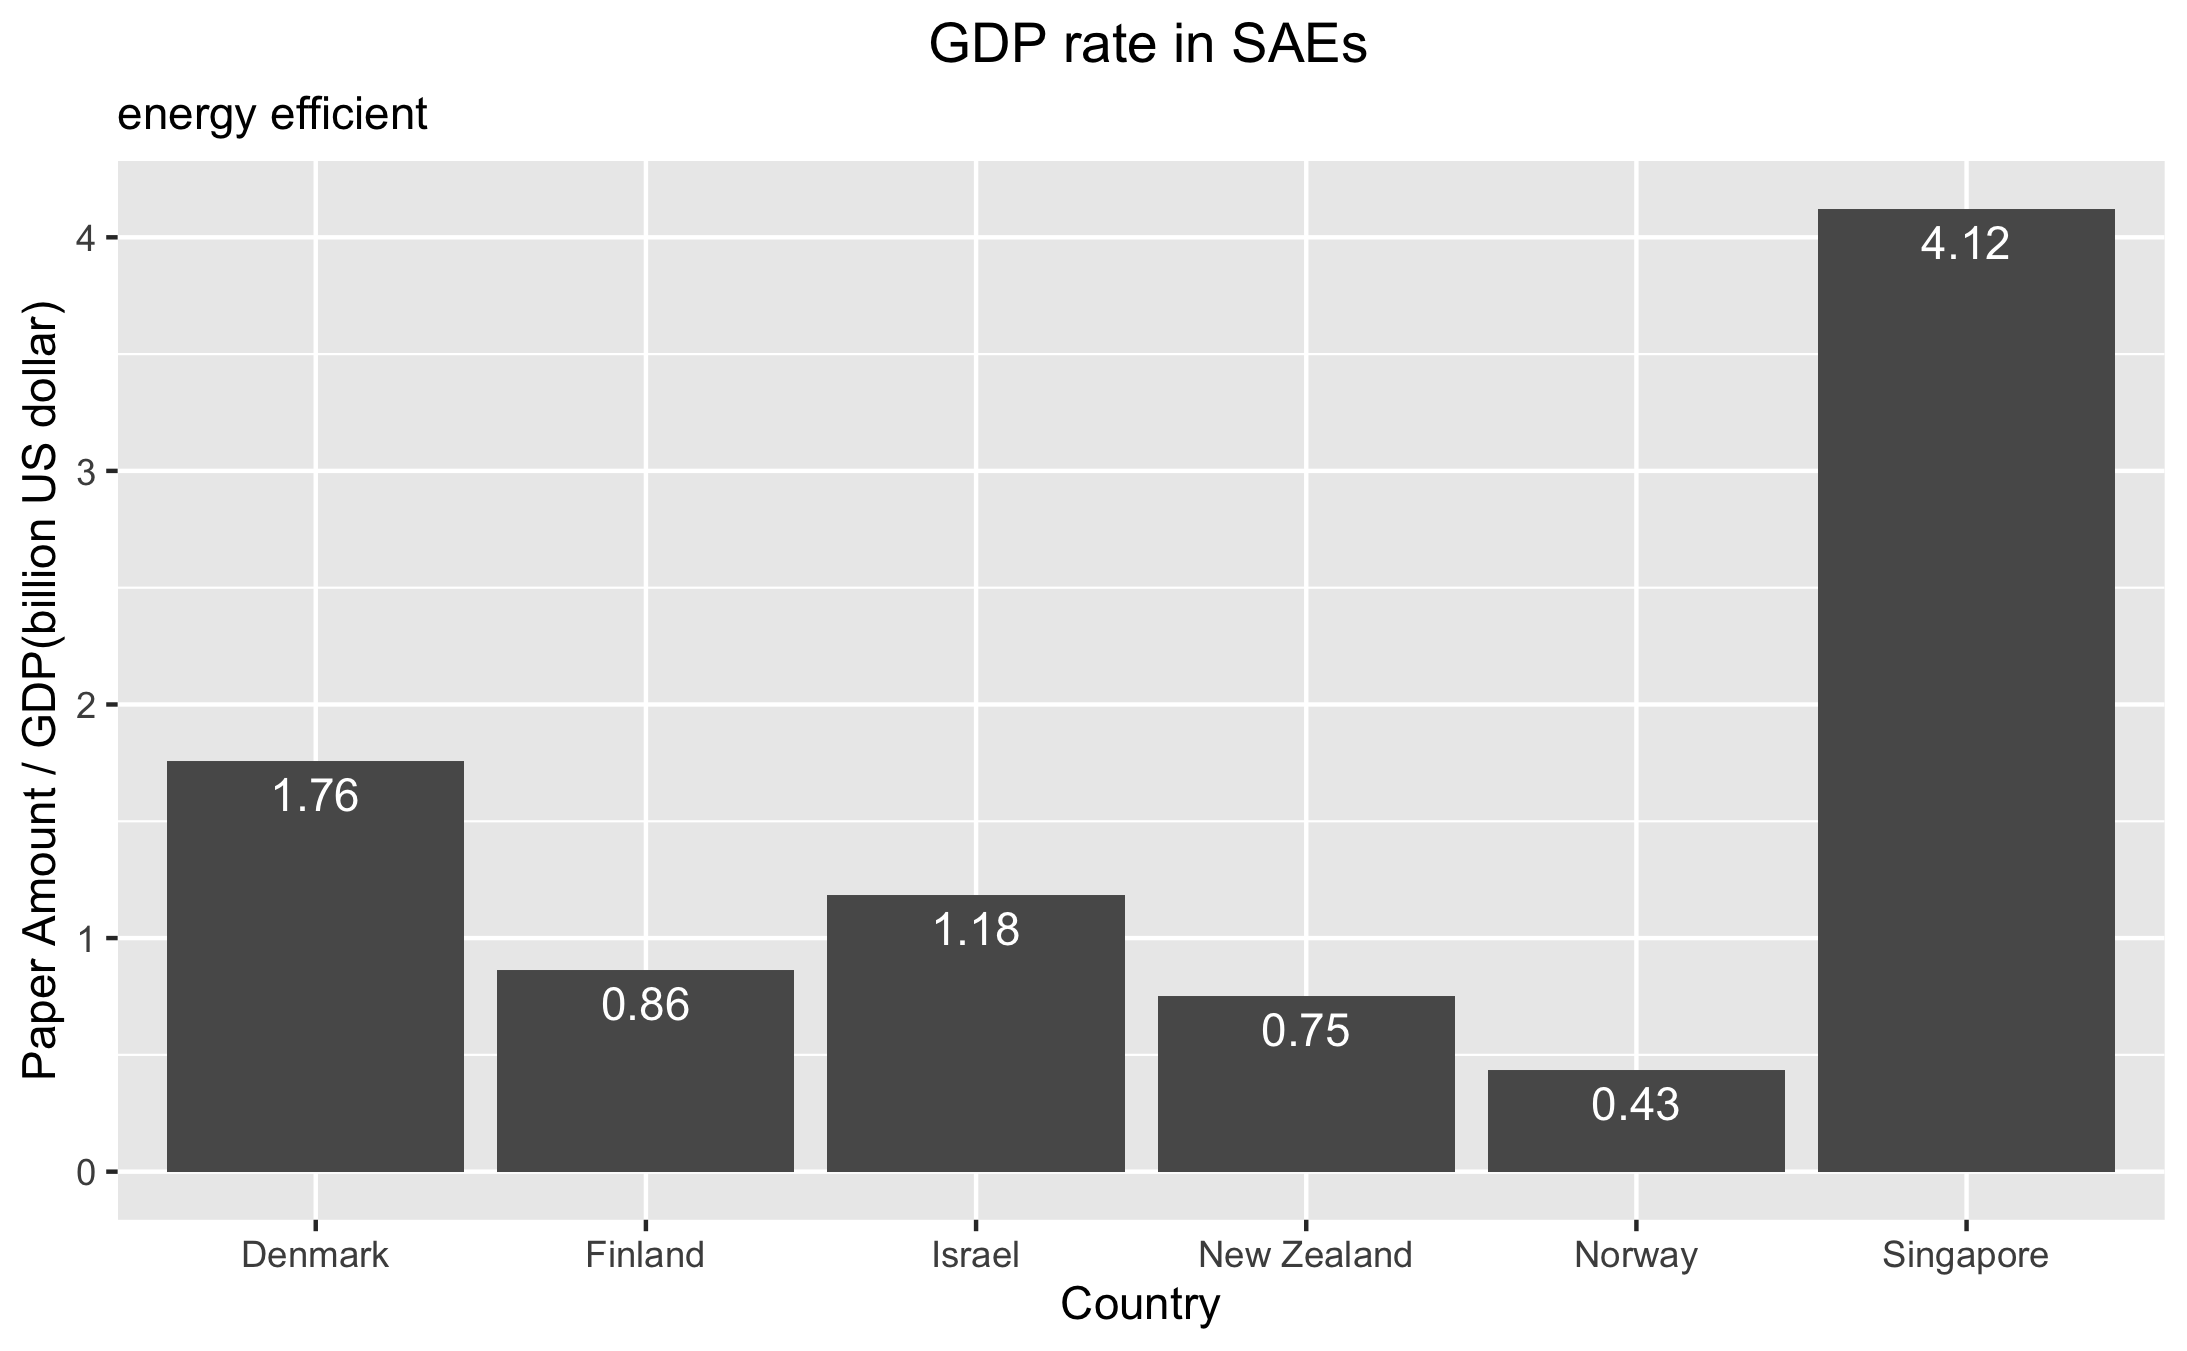 GDP rate in SAEs
energy efficient
Paper Amount / GDP(billion US dollar)
4
3
2
1
0
1.76
0.86
1.18
0.75
0.43
4.12
Denmark
Finland
Israel
New Zealand
Norway
Singapore
Country